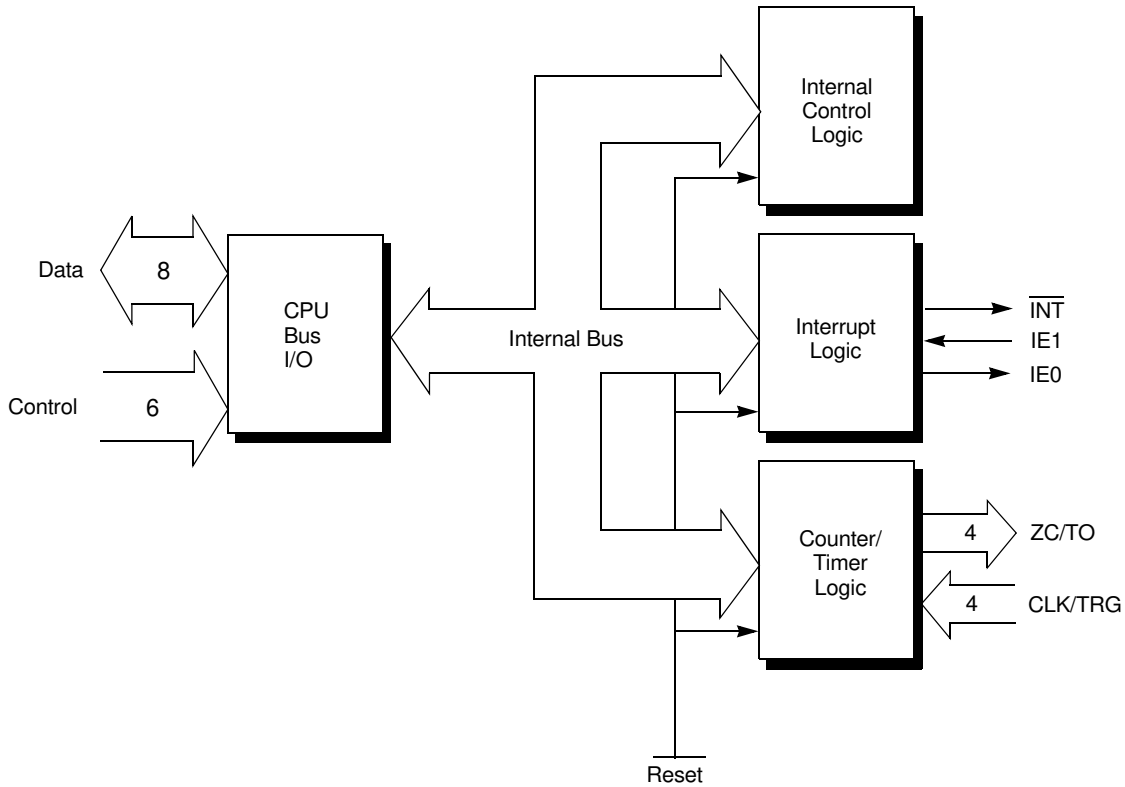 Internal
Control
Logic
Data
8
CPU
Bus
I/O
Control
6
Internal Bus
Interrupt
Logic
INT
IE1
IE0
Counter/
Timer
Logic
4
ZC/TO
4
CLK/TRG
Reset